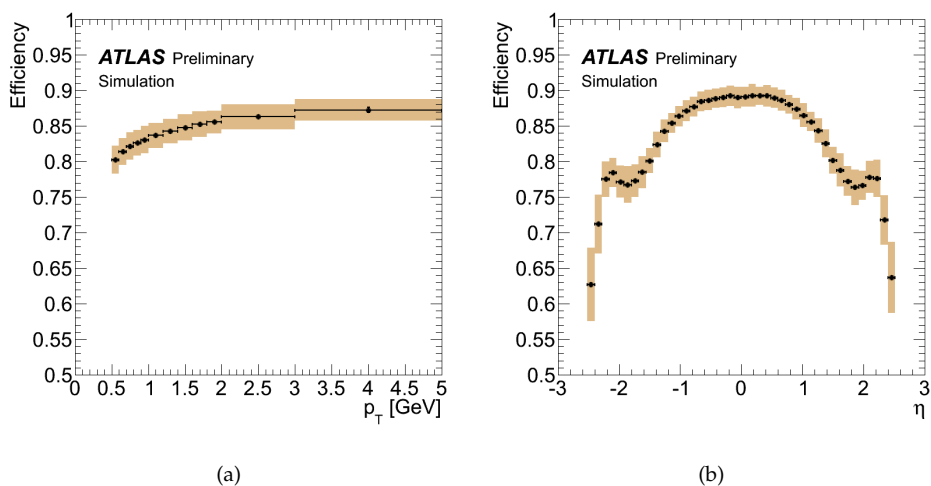 Efficiency
1
0.95
0.9
0.85
0.8
0.75
0.7
0.65
0.6
0.55
0.5
ATLAS Preliminary
Simulation
0 0.5 1 1.5 2 2.5 3 3.5 4 4.5 5
p_T [GeV]
(a)
Efficiency
1
0.95
0.9
0.85
0.8
0.75
0.7
0.65
0.6
0.55
0.5
ATLAS Preliminary
Simulation
-3 -2 -1 0 1 2 3
η
(b)